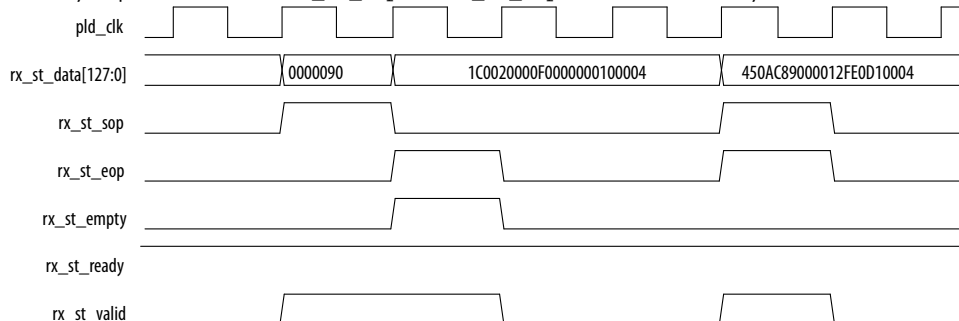 pld_clk
rx_st_data[127:0] 0000090 1C0020000F0000000100004 450AC89000012FE0D10004
rx_st_sop
rx_st_eop
rx_st_empty
rx_st_ready
rx_st_valid